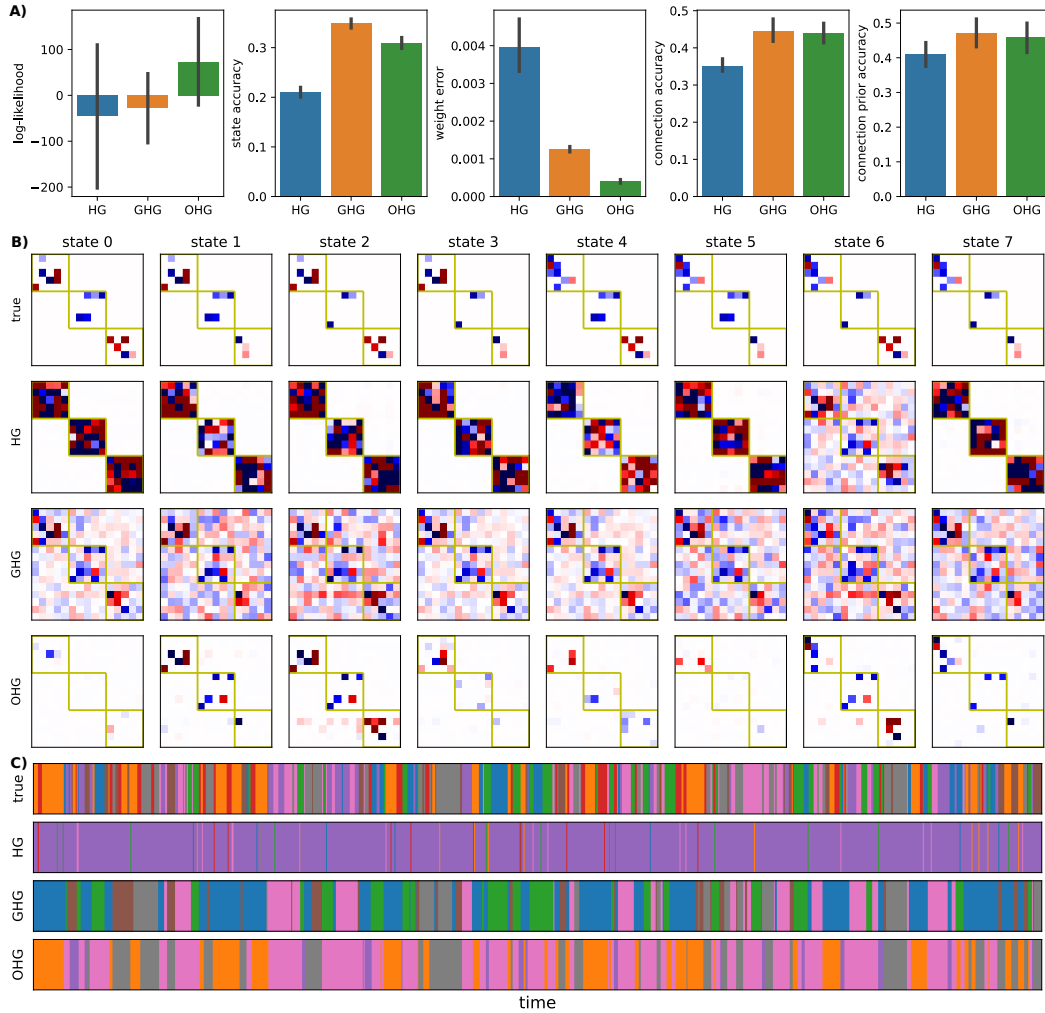 A)
log-likelihood
100
0
−100
−200
HG GHG OHG
state accuracy
0.3
0.2
0.1
0.0
HG GHG OHG
weight error
0.004
0.003
0.002
0.001
0.000
HG GHG OHG
connection accuracy
0.5
0.4
0.3
0.2
0.1
0.0
HG GHG OHG
connection prior accuracy
0.5
0.4
0.3
0.2
0.1
0.0
HG GHG OHG
B)
state 0 state 1 state 2 state 3 state 4 state 5 state 6 state 7
true
HG
GHG
OHG
C)
true
HG
GHG
OHG
time